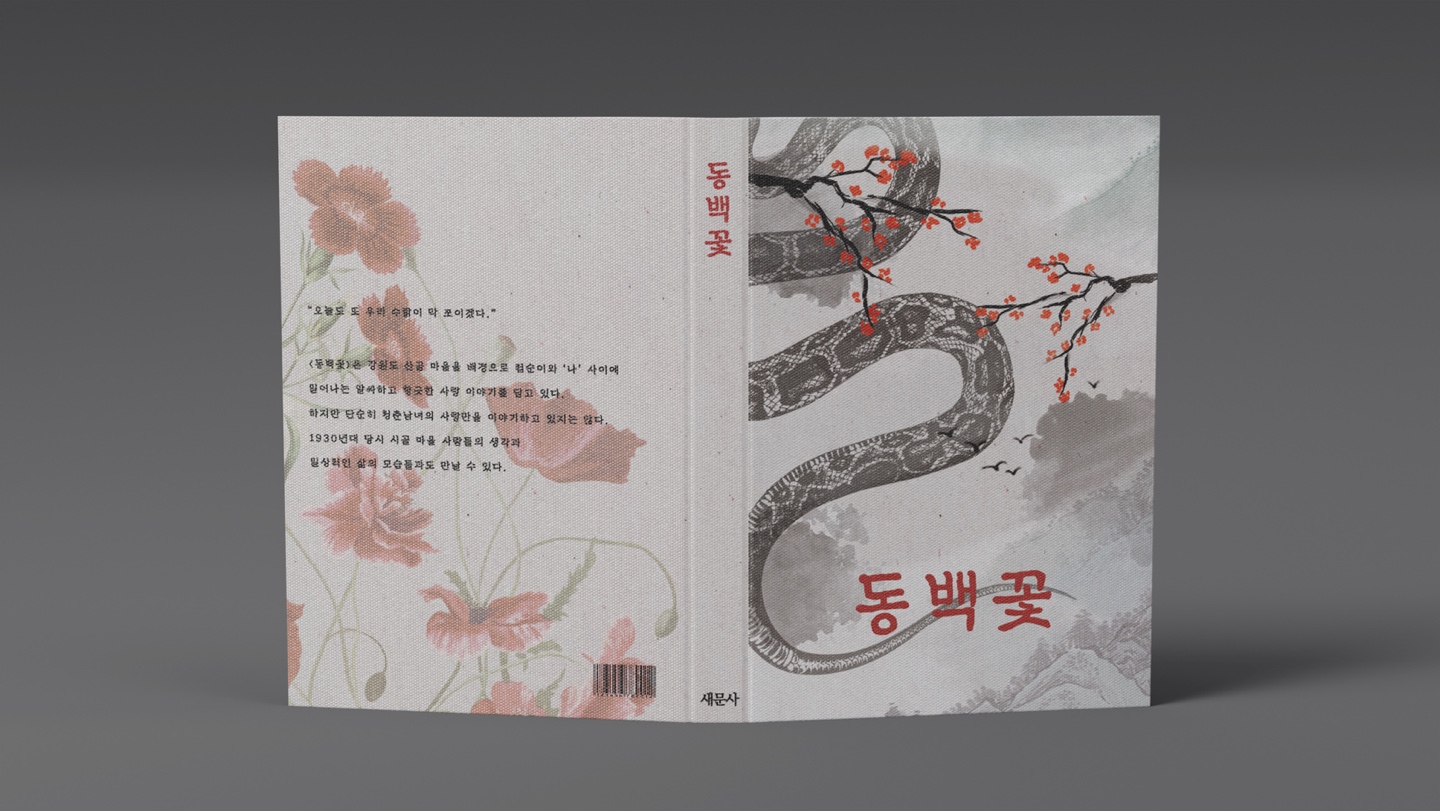 “오늘도 또 우리 수탉이 막 쪼이겠다.”
〈동백꽃〉은 강원도 산골 마을을 배경으로 점순이와 ‘나’ 사이에
일어나는 알싸하고 향긋한 사랑 이야기를 담고 있다.
하지만 단순히 청춘남녀의 사랑만을 이야기하고 있지는 않다.
1930년대 당시 시골 마을 사람들의 생각과
일상적인 삶의 모습들과도 만날 수 있다.
동백꽃
새문사
동백꽃